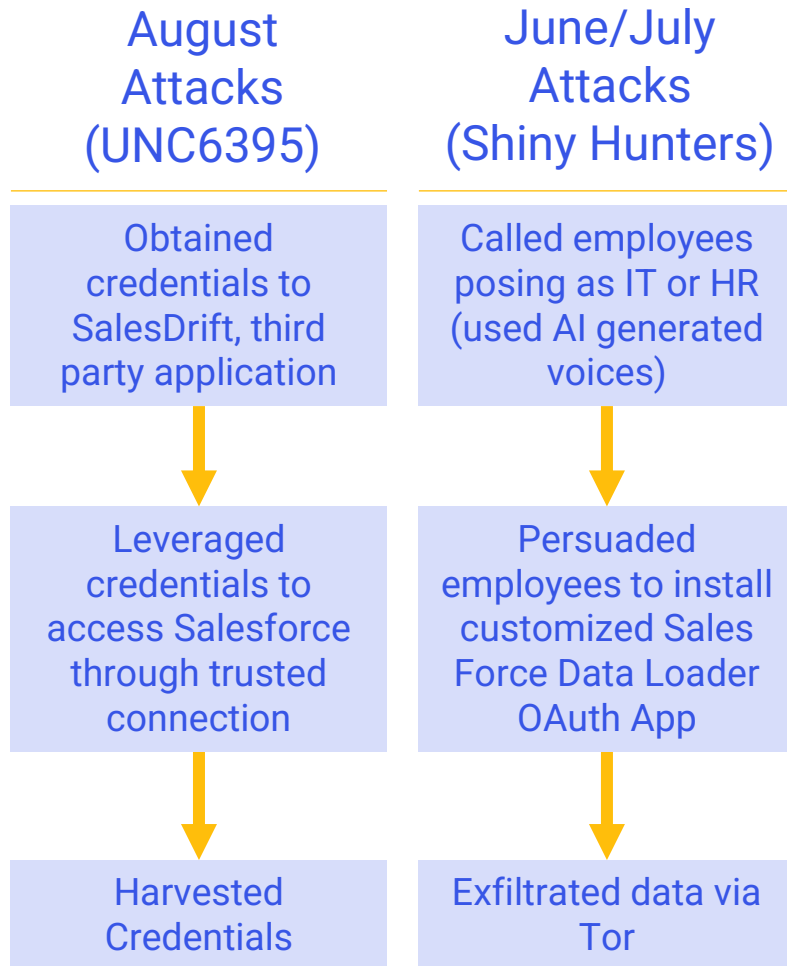 August
Attacks
(UNC6395)
Obtained
credentials to
SalesDrift, third
party application
Leveraged
credentials to
access Salesforce
through trusted
connection
Harvested
Credentials
June/July
Attacks
(Shiny Hunters)
Called employees
posing as IT or HR
(used AI generated
voices)
Persuaded
employees to install
customized Sales
Force Data Loader
OAuth App
Exfiltrated data via
Tor